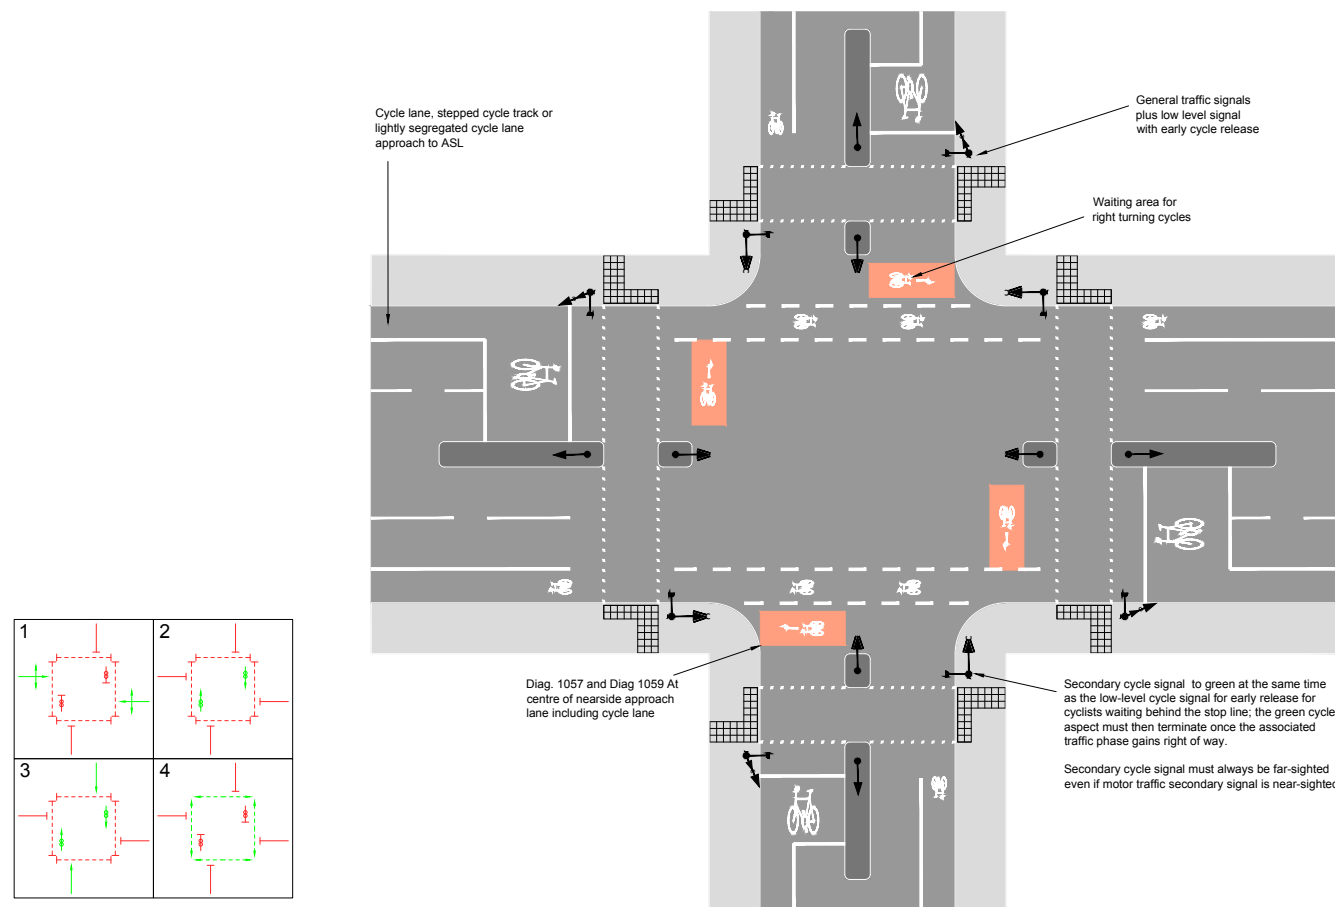 Cycle lane, stepped cycle track or
lightly segregated cycle lane
approach to ASL
General traffic signals
plus low level signal
with early cycle release
Waiting area for
right turning cycles
Diag. 1057 and Diag 1059 At
centre of nearside approach
lane including cycle lane
Secondary cycle signal to green at the same time
as the low-level cycle signal for early release for
cyclists waiting behind the stop line; the green cycle
aspect must then terminate once the associated
traffic phase gains right of way.
Secondary cycle signal must always be far-sighted
even if motor traffic secondary signal is near-sighted
1
2
3
4